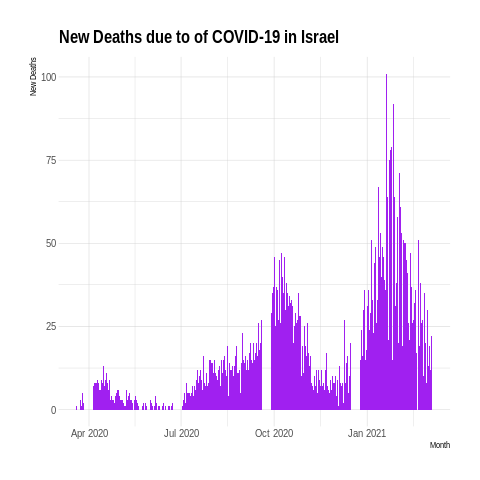 New Deaths due to of COVID-19 in Israel
New Deaths
100
75
50
25
0
Apr 2020 Jul 2020 Oct 2020 Jan 2021
Month